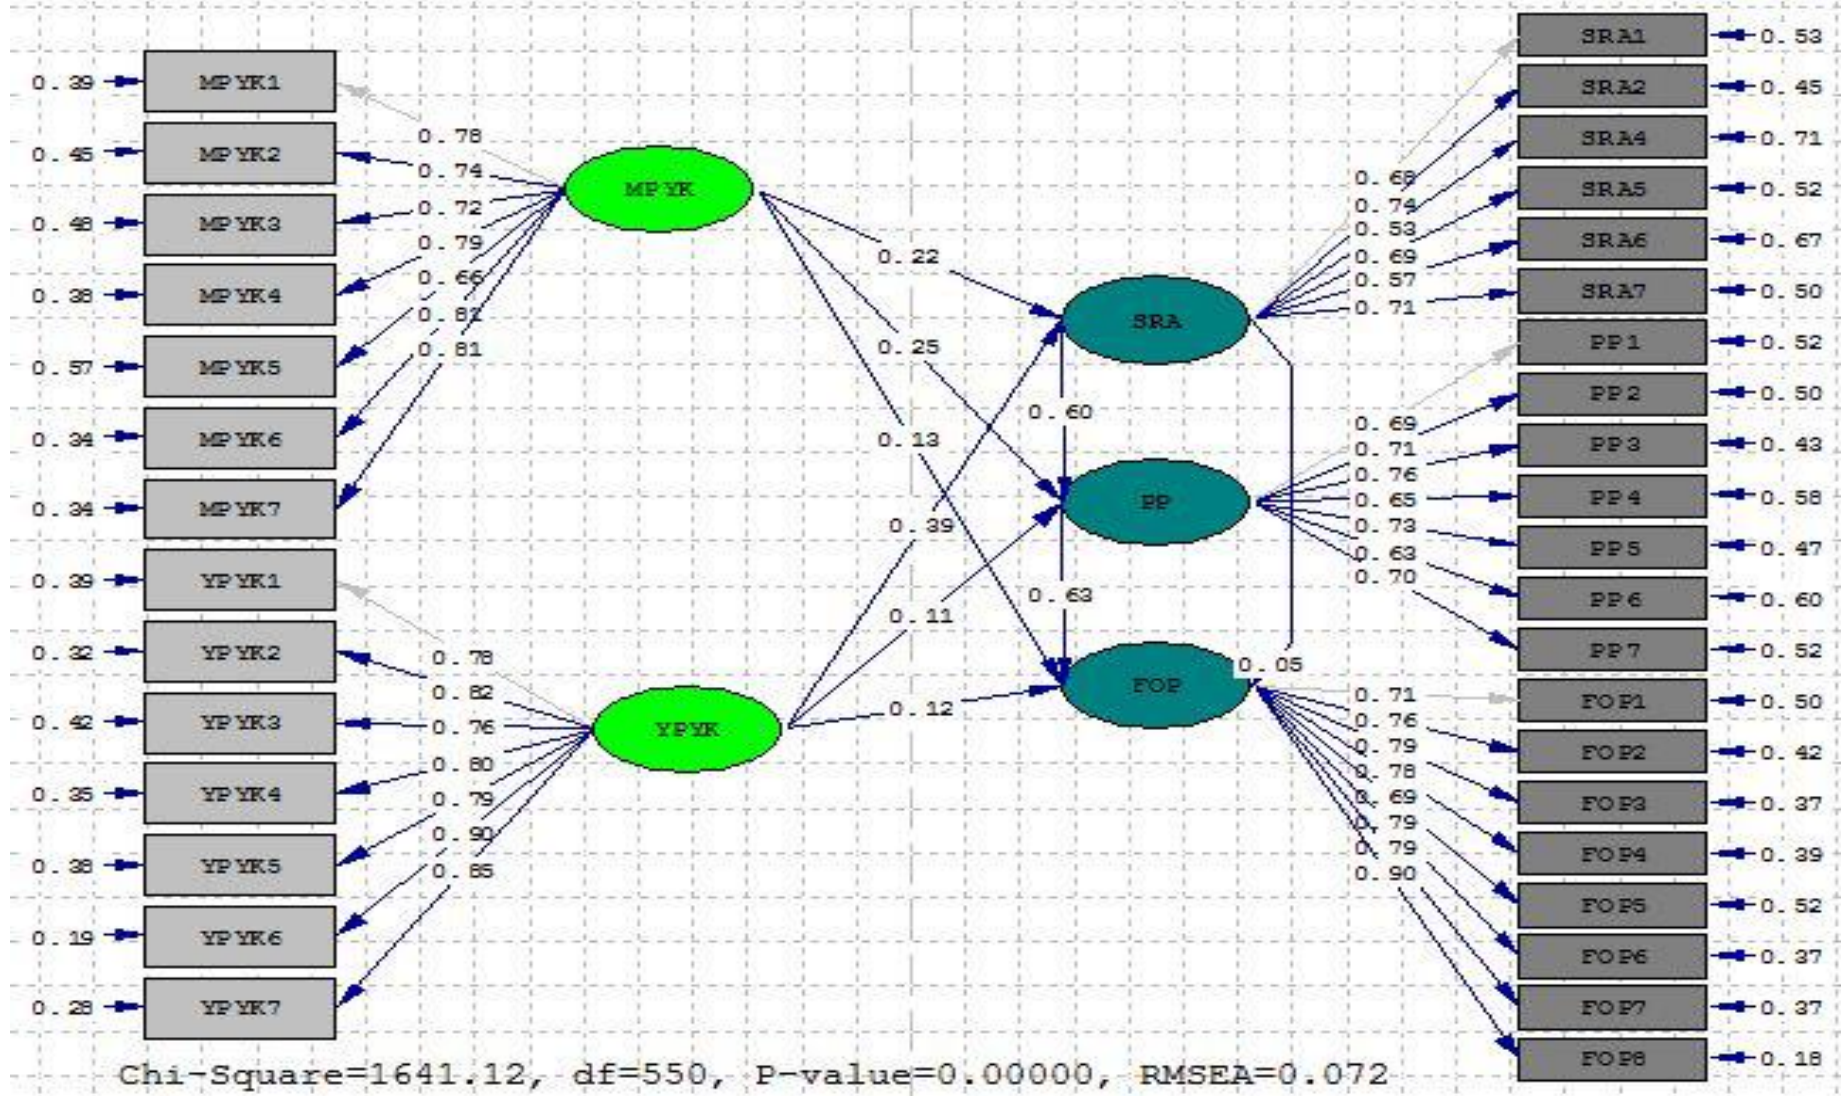 0.39 MPYK1
0.45 MPYK2
0.48 MPYK3
0.38 MPYK4
0.57 MPYK5
0.34 MPYK6
0.34 MPYK7
0.39 YPYK1
0.32 YPYK2
0.42 YPYK3
0.35 YPYK4
0.38 YPYK5
0.19 YPYK6
0.28 YPYK7
0.78
0.74
0.72
0.79
0.66
0.81
0.81
0.78
0.82
0.76
0.80
0.79
0.90
0.85
MPYK
YPYK
0.22
0.25
0.13
0.39
0.11
0.12
SRA
0.60
PP
0.63
FOP
0.05
0.68
0.74
0.53
0.69
0.57
0.71
0.69
0.71
0.76
0.65
0.73
0.63
0.70
0.71
0.76
0.79
0.78
0.69
0.79
0.79
0.90
SRA1 0.53
SRA2 0.45
SRA4 0.71
SRA5 0.52
SRA6 0.67
SRA7 0.50
PP1 0.52
PP2 0.50
PP3 0.43
PP4 0.58
PP5 0.47
PP6 0.60
PP7 0.52
FOP1 0.50
FOP2 0.42
FOP3 0.37
FOP4 0.39
FOP5 0.52
FOP6 0.37
FOP7 0.37
FOP8 0.18
Chi-Square=1641.12, df=550, P-value=0.00000, RMSEA=0.072